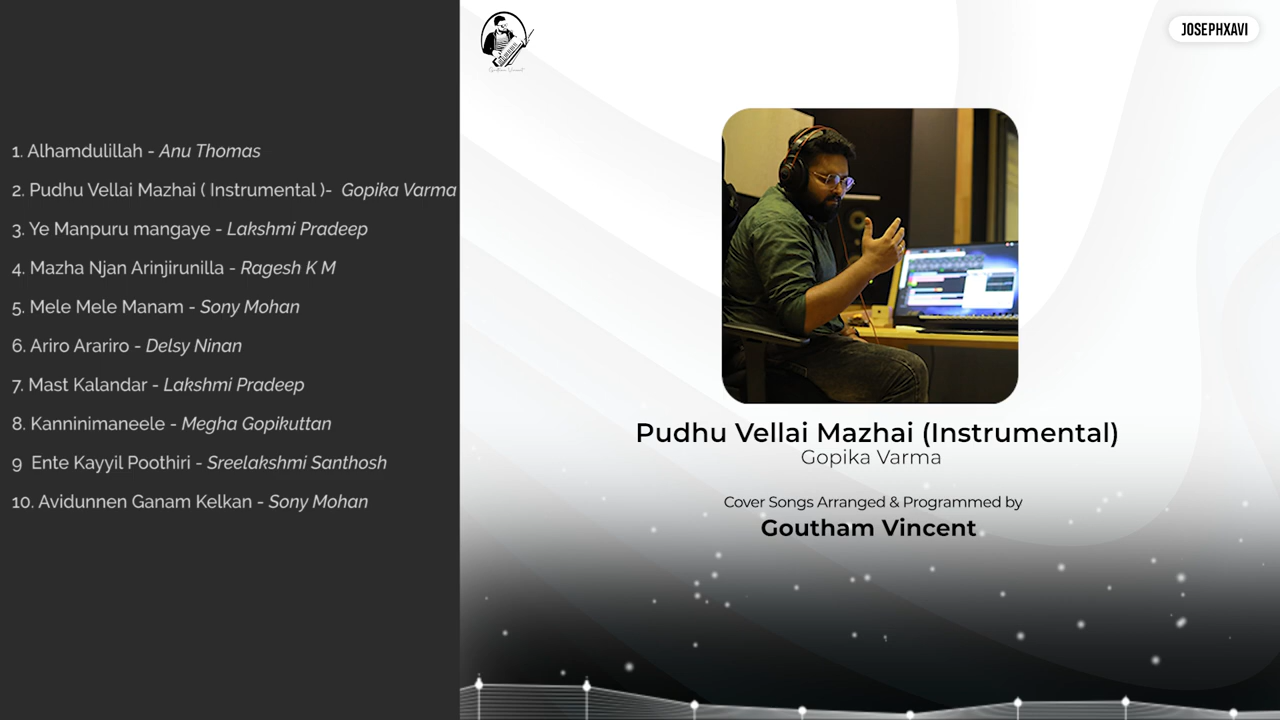 1. Alhamdulillah - Anu Thomas
2. Pudhu Vellai Mazhai ( Instrumental )- Gopika Varma
3. Ye Manpuru mangaye - Lakshmi Pradeep
4. Mazha Njan Arinjirunilla - Ragesh K M
5. Mele Mele Manam - Sony Mohan
6. Ariro Arariro - Delsy Ninan
7. Mast Kalandar - Lakshmi Pradeep
8. Kanninimaneele - Megha Gopikuttan
9 Ente Kayyil Poothiri - Sreelakshmi Santhosh
10. Avidunnen Ganam Kelkan - Sony Mohan
Goutham Vincent
JOSEPHXAVI
Pudhu Vellai Mazhai (Instrumental)
Gopika Varma
Cover Songs Arranged & Programmed by
Goutham Vincent